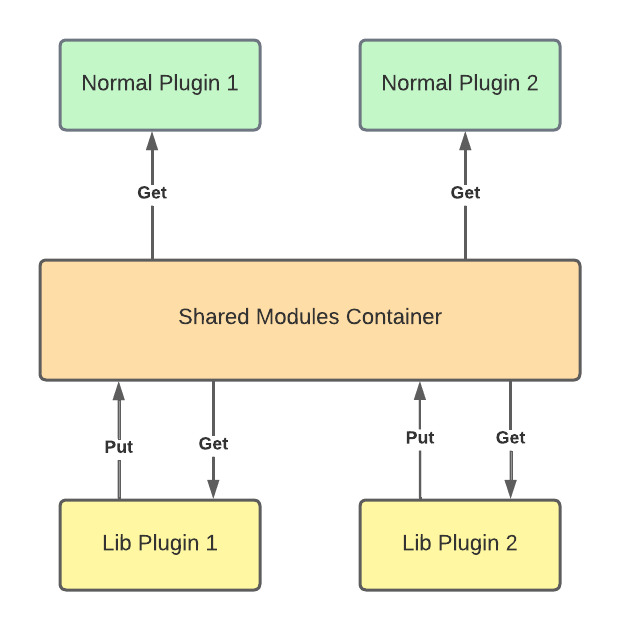 Normal Plugin 1
Normal Plugin 2
Get
Get
Shared Modules Container
Put
Get
Put
Get
Lib Plugin 1
Lib Plugin 2